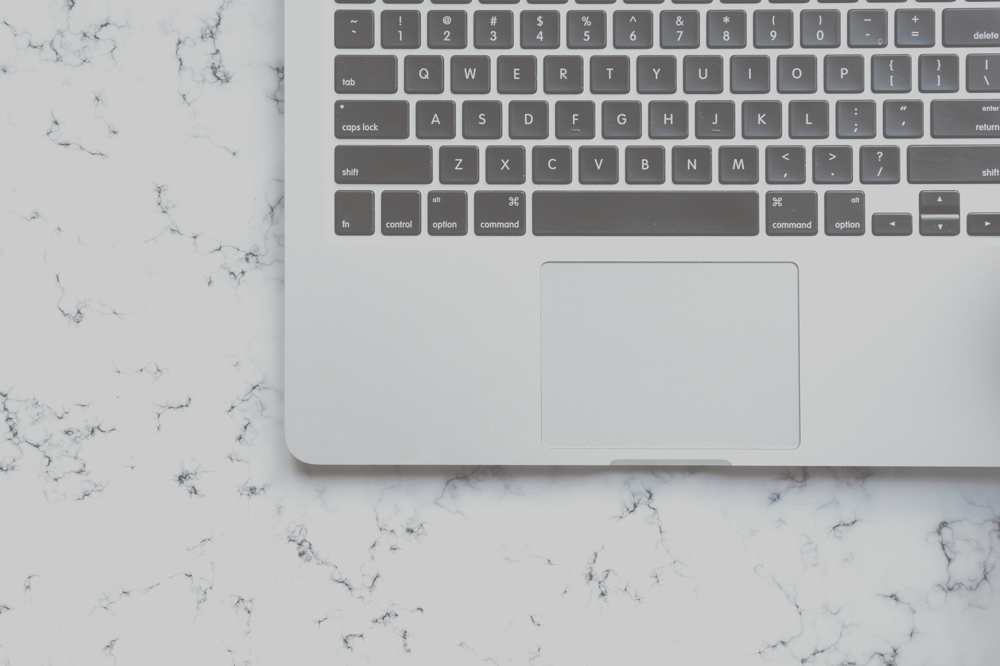 ~ ! @ # $ % ^ & * ( ) — +
` 1 2 3 4 5 6 7 8 9 0 - = delete
tab Q W E R T Y U I O P { [ } ] | \
caps lock A S D F G H J K L : ; " ' enter return
shift Z X C V B N M < , > . ? / shift
fn control alt option ⌘ command ⌘ command alt option ◀ ▲ ▼ ▶